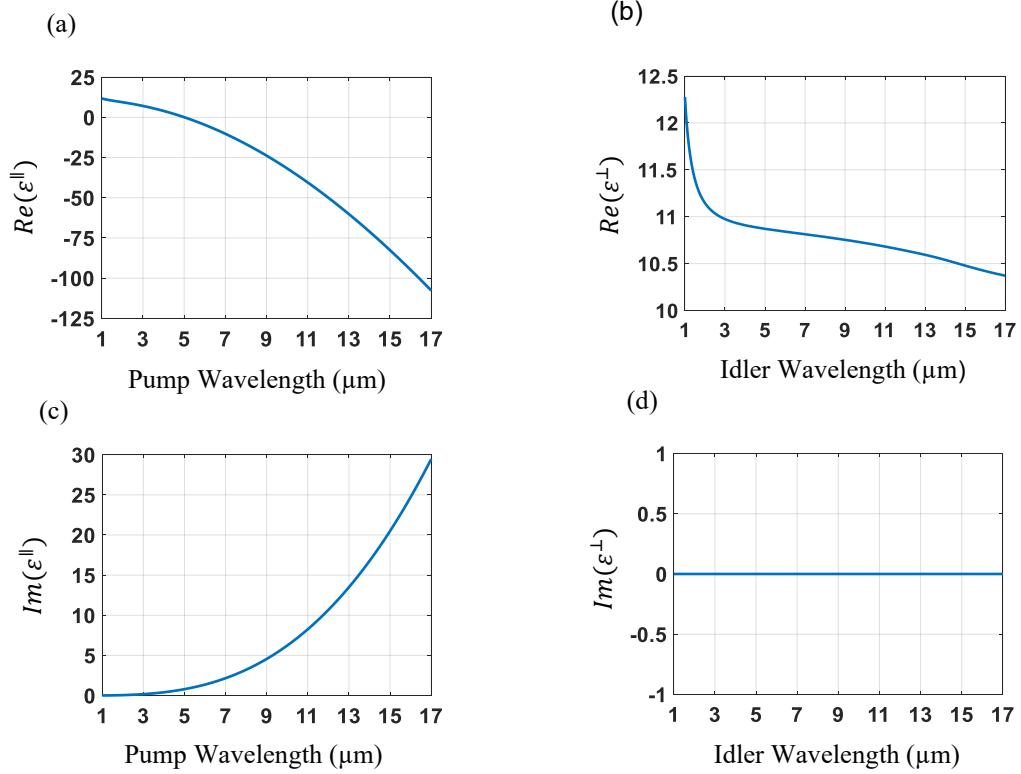 (a)
25
0
-25
-50
-75
-100
-125
1 3 5 7 9 11 13 15 17
Re(ε^∥)
Pump Wavelength (μm)
(b)
12.5
12
11.5
11
10.5
10
1 3 5 7 9 11 13 15 17
Re(ε^⊥)
Idler Wavelength (μm)
(c)
30
25
20
15
10
5
0
1 3 5 7 9 11 13 15 17
Im(ε^∥)
Pump Wavelength (μm)
(d)
1
0.5
0
-0.5
-1
1 3 5 7 9 11 13 15 17
Im(ε^⊥)
Idler Wavelength (μm)